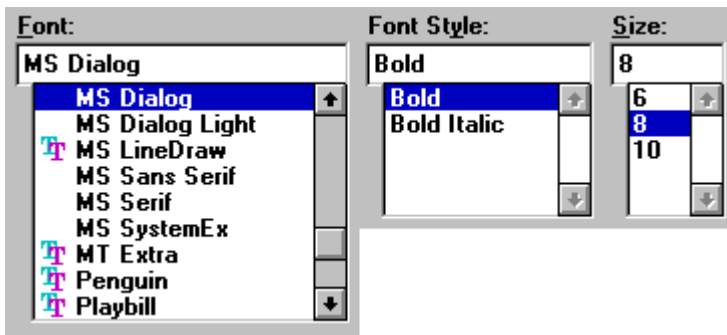 Font:
MS Dialog
MS Dialog
MS Dialog Light
MS LineDraw
MS Sans Serif
MS Serif
MS SystemEx
MT Extra
Penguin
Playbill
Font Style:
Bold
Bold
Bold Italic
Size:
8
6
8
10